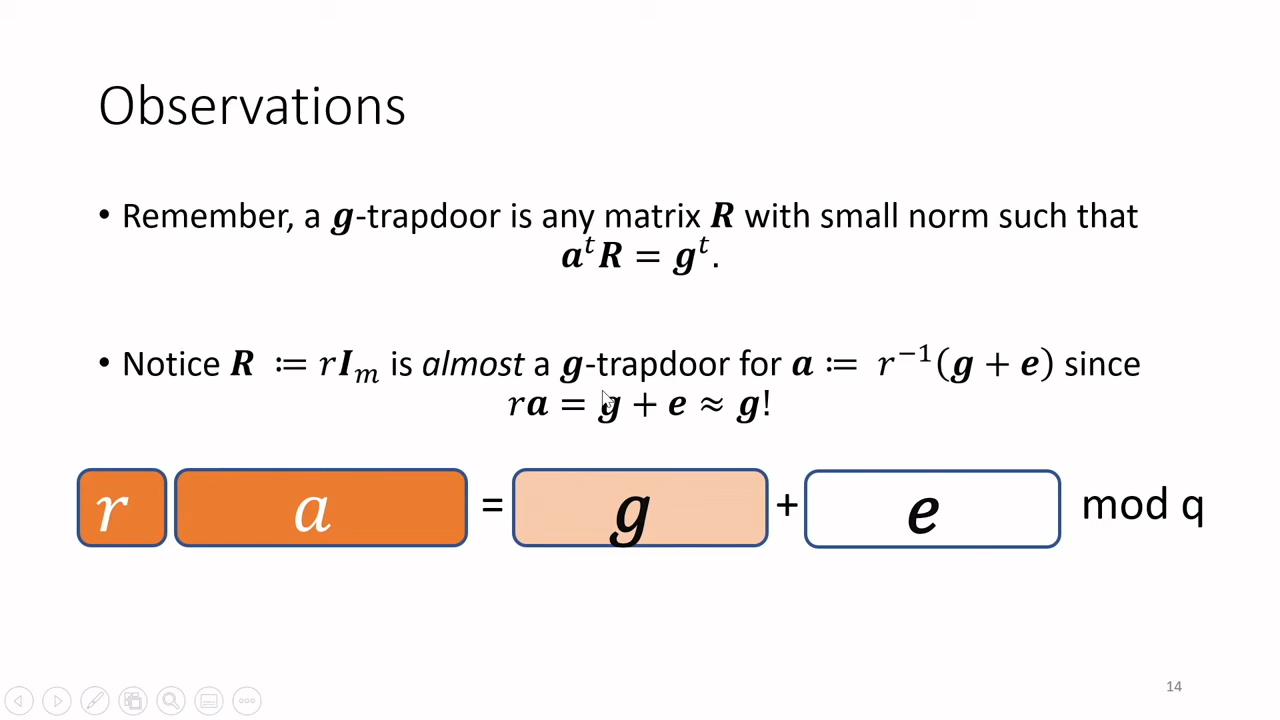 Observations
• Remember, a 𝒈-trapdoor is any matrix 𝑹 with small norm such that
𝒂ᵗ𝑹 = 𝒈ᵗ.
• Notice 𝑹 ≔ 𝑟𝑰ₘ is almost a 𝒈-trapdoor for 𝒂 ≔ 𝑟⁻¹(𝒈 + 𝒆) since
𝑟𝒂 = 𝒈 + 𝒆 ≈ 𝒈!
𝑟 𝑎 = 𝒈 + 𝒆 mod q
14